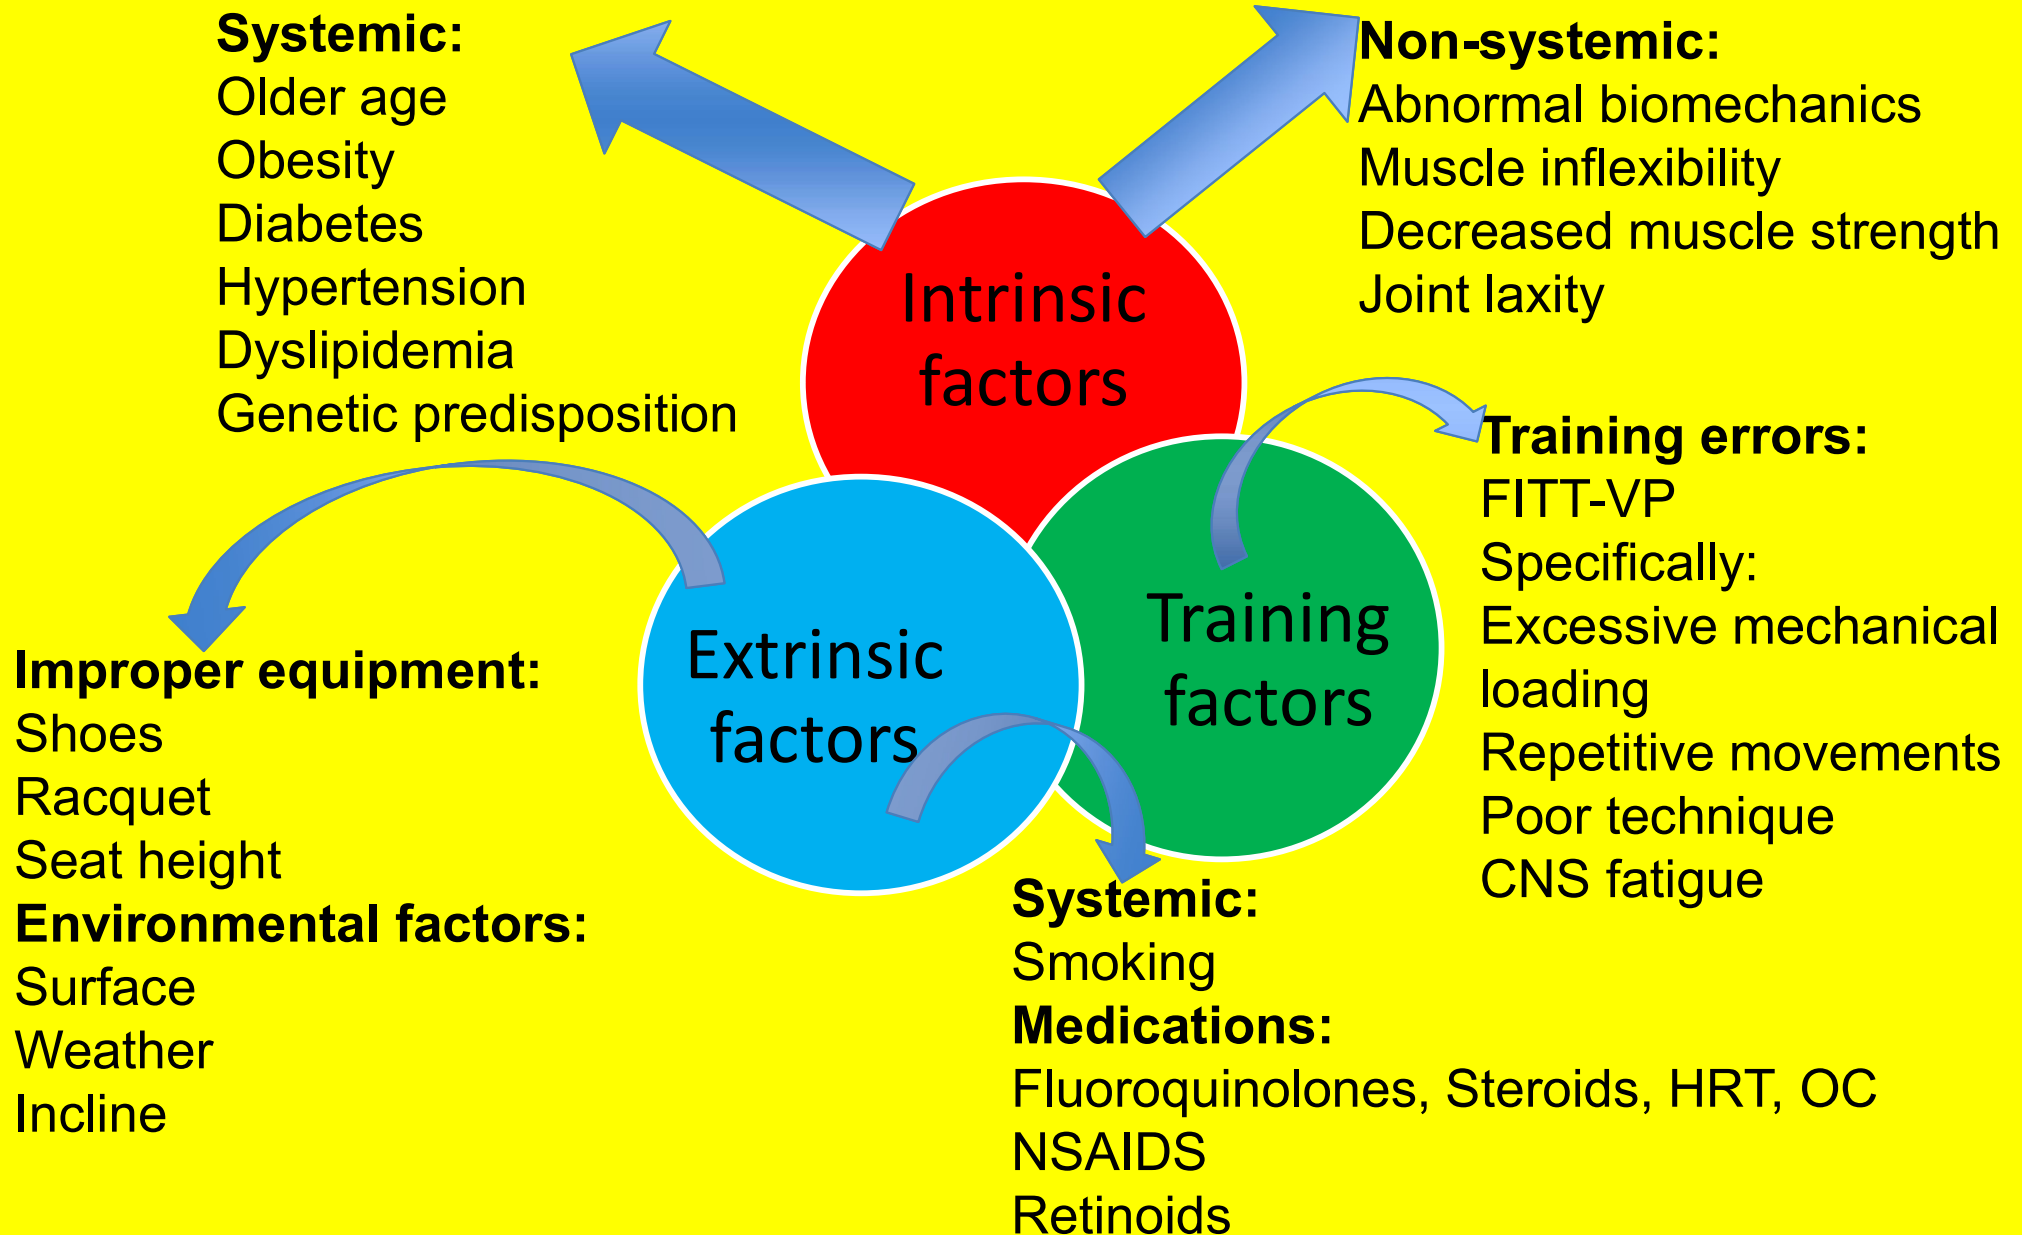 Systemic:
Older age
Obesity
Diabetes
Hypertension
Dyslipidemia
Genetic predisposition
Non-systemic:
Abnormal biomechanics
Muscle inflexibility
Decreased muscle strength
Joint laxity
Intrinsic
factors
Training errors:
FITT-VP
Specifically:
Excessive mechanical
loading
Repetitive movements
Poor technique
CNS fatigue
Training
factors
Extrinsic
factors
Improper equipment:
Shoes
Racquet
Seat height
Environmental factors:
Surface
Weather
Incline
Systemic:
Smoking
Medications:
Fluoroquinolones, Steroids, HRT, OC
NSAIDS
Retinoids